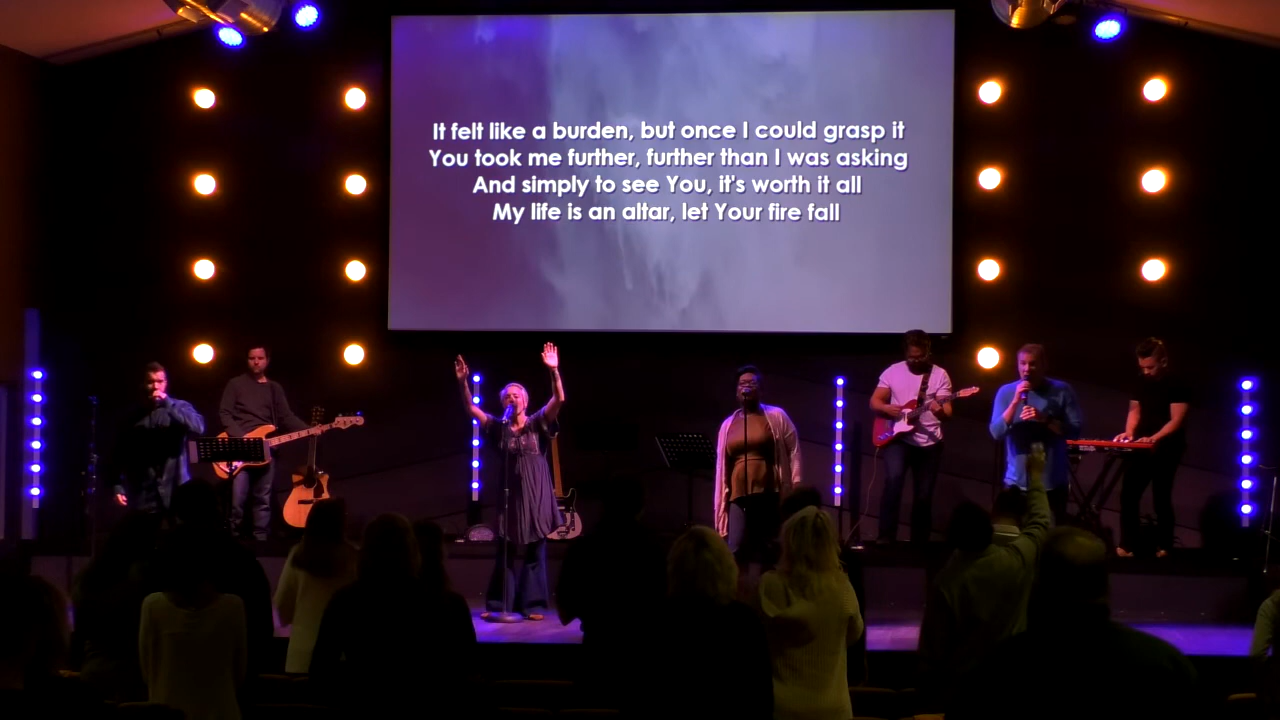 It felt like a burden, but once I could grasp it
You took me further, further than I was asking
And simply to see You, it's worth it all
My life is an altar, let Your fire fall